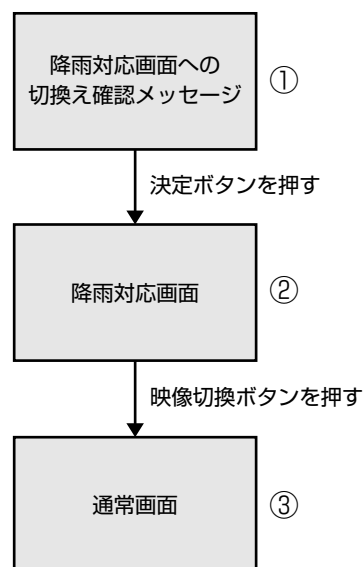 降雨対応画面への
切換え確認メッセージ
①
決定ボタンを押す
降雨対応画面
②
映像切換ボタンを押す
通常画面
③